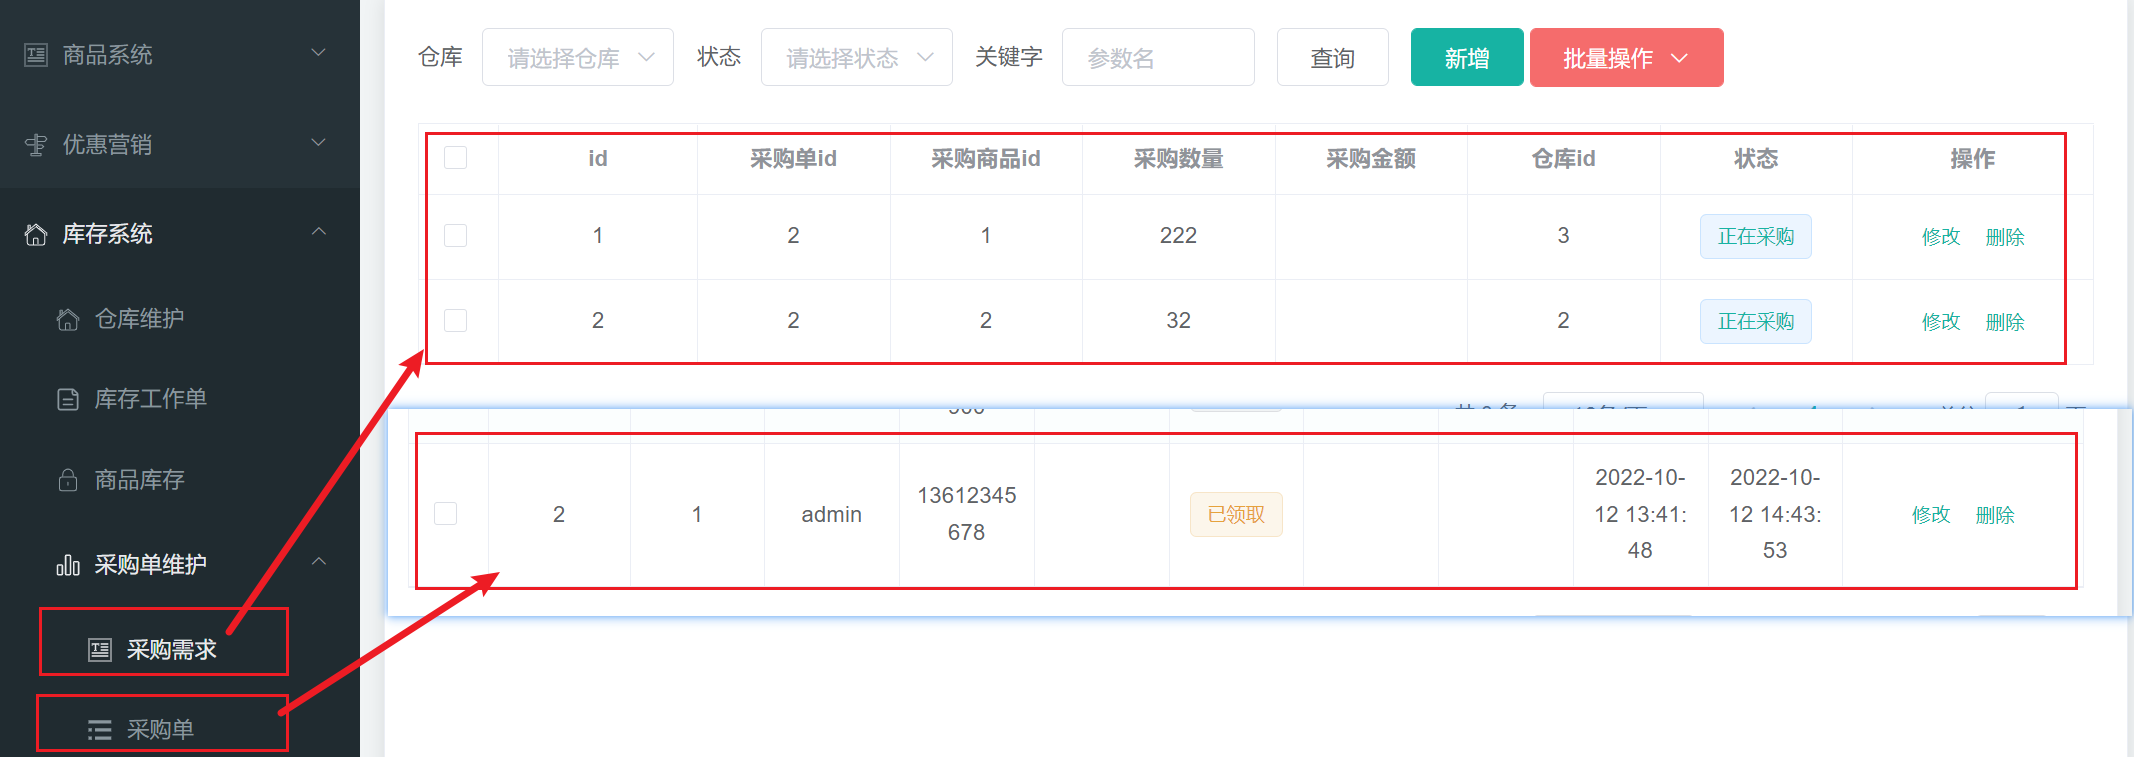 商品系统
优惠营销
库存系统
仓库维护
库存工作单
商品库存
采购单维护
采购需求
采购单
仓库 请选择仓库 状态 请选择状态 关键字 参数名 查询 新增 批量操作
id 采购单id 采购商品id 采购数量 采购金额 仓库id 状态 操作
1 2 1 222 3 正在采购 修改 删除
2 2 2 32 2 正在采购 修改 删除
2 1 admin 13612345678 已领取 2022-10-12 13:41:48 2022-10-12 14:43:53 修改 删除